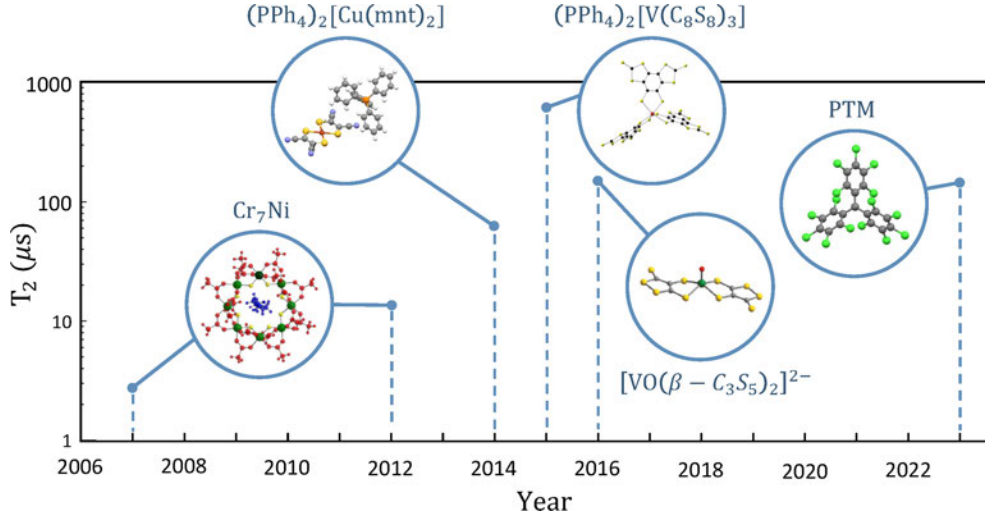 (PPh₄)₂[Cu(mnt)₂]
(PPh₄)₂[V(C₈S₈)₃]
PTM
Cr₇Ni
[VO(β − C₃S₅)₂]²⁻
T₂ (μs)
1000
100
10
1
2006 2008 2010 2012 2014 2016 2018 2020 2022
Year